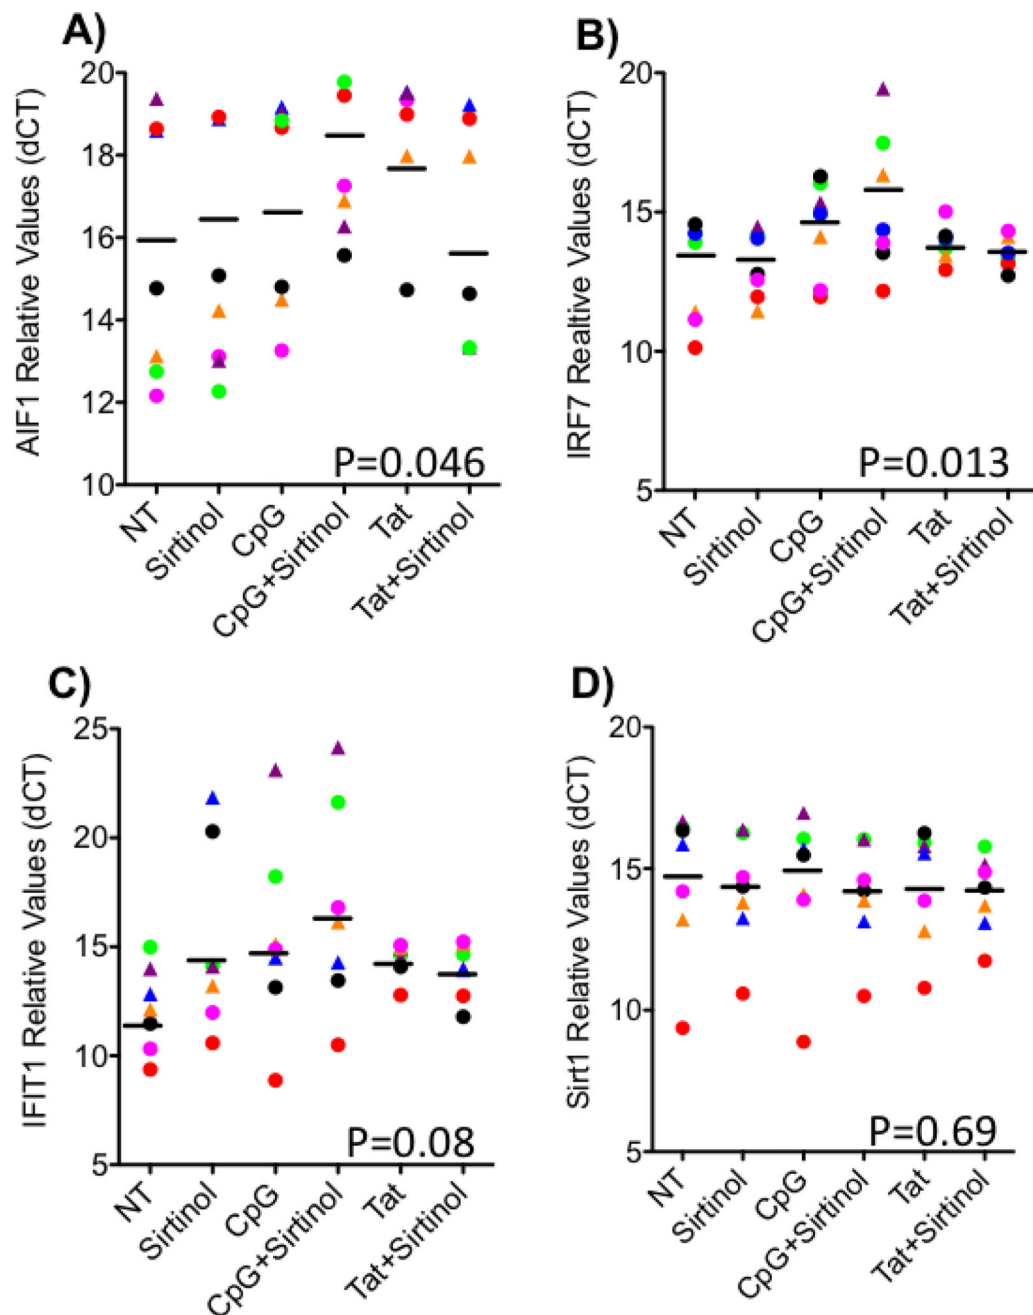 A)
AIF1 Relative Values (dCT)
20
18
16
14
12
10
P=0.046
NT
Sirtinol
CpG
CpG+Sirtinol
Tat
Tat+Sirtinol
B)
IRF7 Realtive Values (dCT)
20
15
10
5
P=0.013
NT
Sirtinol
CpG
CpG+Sirtinol
Tat
Tat+Sirtinol
C)
IFIT1 Relative Values (dCT)
25
20
15
10
5
P=0.08
NT
Sirtinol
CpG
CpG+Sirtinol
Tat
Tat+Sirtinol
D)
Sirt1 Relative Values (dCT)
20
15
10
5
P=0.69
NT
Sirtinol
CpG
CpG+Sirtinol
Tat
Tat+Sirtinol